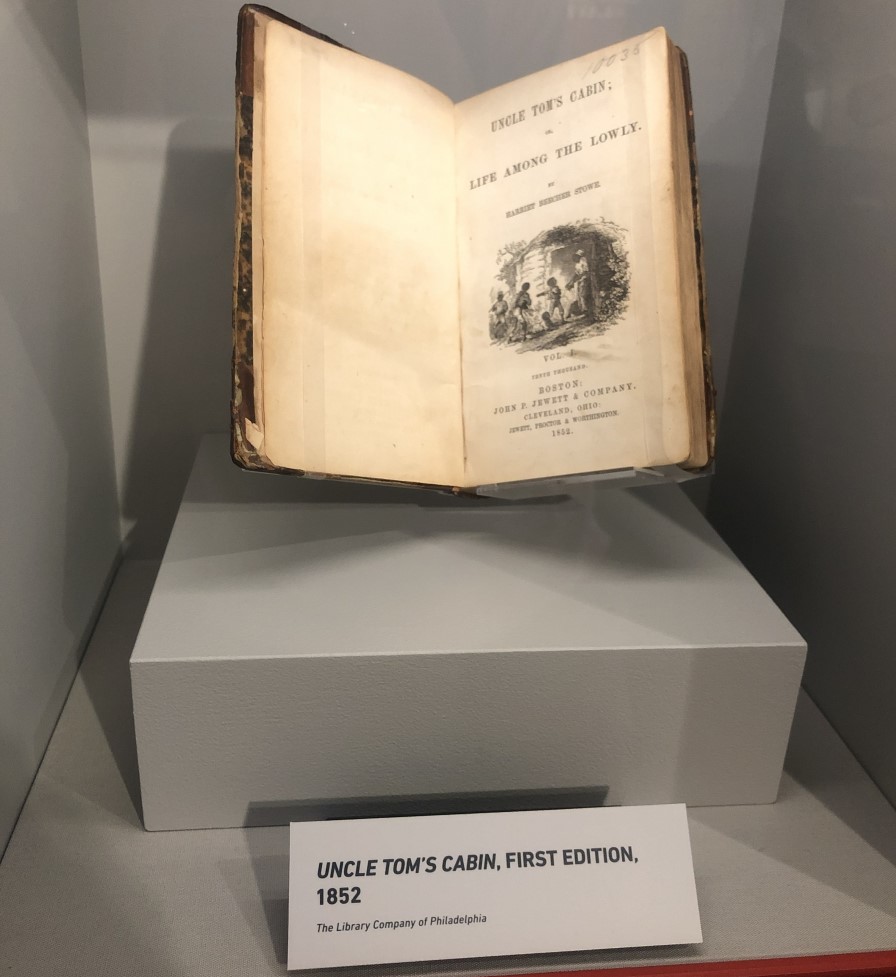 10036
UNCLE TOM'S CABIN;
OR,
LIFE AMONG THE LOWLY.
BY
HARRIET BEECHER STOWE.
VOL. I.
TENTH THOUSAND.
BOSTON:
JOHN P. JEWETT & COMPANY.
CLEVELAND, OHIO:
JEWETT, PROCTOR & WORTHINGTON.
1852.
UNCLE TOM'S CABIN, FIRST EDITION,
1852
The Library Company of Philadelphia